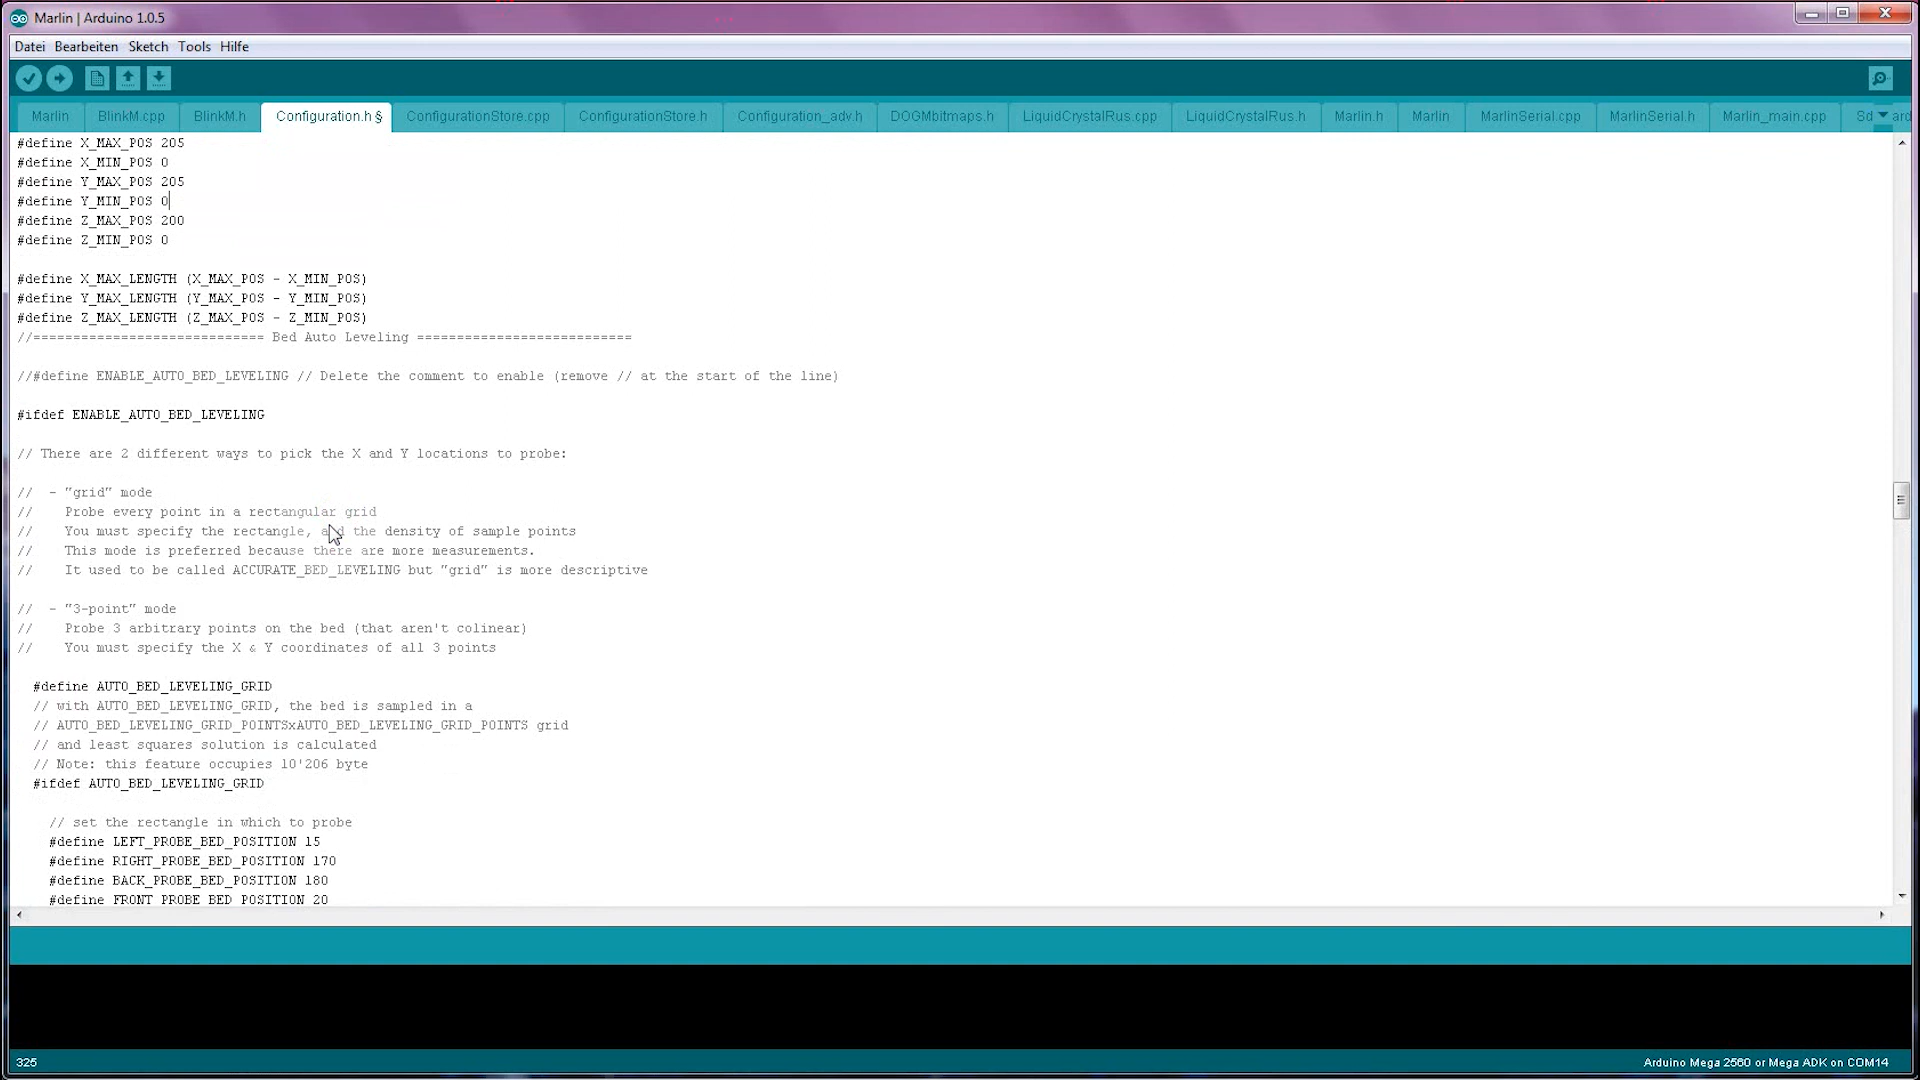 Marlin | Arduino 1.0.5
Datei Bearbeiten Sketch Tools Hilfe
Marlin BlinkM.cpp BlinkM.h Configuration.h § ConfigurationStore.cpp ConfigurationStore.h Configuration_adv.h DOGMbitmaps.h LiquidCrystalRus.cpp LiquidCrystalRus.h Marlin.h Marlin MarlinSerial.cpp MarlinSerial.h Marlin_main.cpp Sd ard
#define X_MAX_POS 205
#define X_MIN_POS 0
#define Y_MAX_POS 205
#define Y_MIN_POS 0
#define Z_MAX_POS 200
#define Z_MIN_POS 0
#define X_MAX_LENGTH (X_MAX_POS - X_MIN_POS)
#define Y_MAX_LENGTH (Y_MAX_POS - Y_MIN_POS)
#define Z_MAX_LENGTH (Z_MAX_POS - Z_MIN_POS)
//============================= Bed Auto Leveling ===========================
//#define ENABLE_AUTO_BED_LEVELING // Delete the comment to enable (remove // at the start of the line)
#ifdef ENABLE_AUTO_BED_LEVELING
// There are 2 different ways to pick the X and Y locations to probe:
//  - "grid" mode
//    Probe every point in a rectangular grid
//    You must specify the rectangle, and the density of sample points
//    This mode is preferred because there are more measurements.
//    It used to be called ACCURATE_BED_LEVELING but "grid" is more descriptive
//  - "3-point" mode
//    Probe 3 arbitrary points on the bed (that aren't colinear)
//    You must specify the X & Y coordinates of all 3 points
#define AUTO_BED_LEVELING_GRID
// with AUTO_BED_LEVELING_GRID, the bed is sampled in a
// AUTO_BED_LEVELING_GRID_POINTSxAUTO_BED_LEVELING_GRID_POINTS grid
// and least squares solution is calculated
// Note: this feature occupies 10'206 byte
#ifdef AUTO_BED_LEVELING_GRID
// set the rectangle in which to probe
#define LEFT_PROBE_BED_POSITION 15
#define RIGHT_PROBE_BED_POSITION 170
#define BACK_PROBE_BED_POSITION 180
#define FRONT_PROBE_BED_POSITION 20
325
Arduino Mega 2560 or Mega ADK on COM14